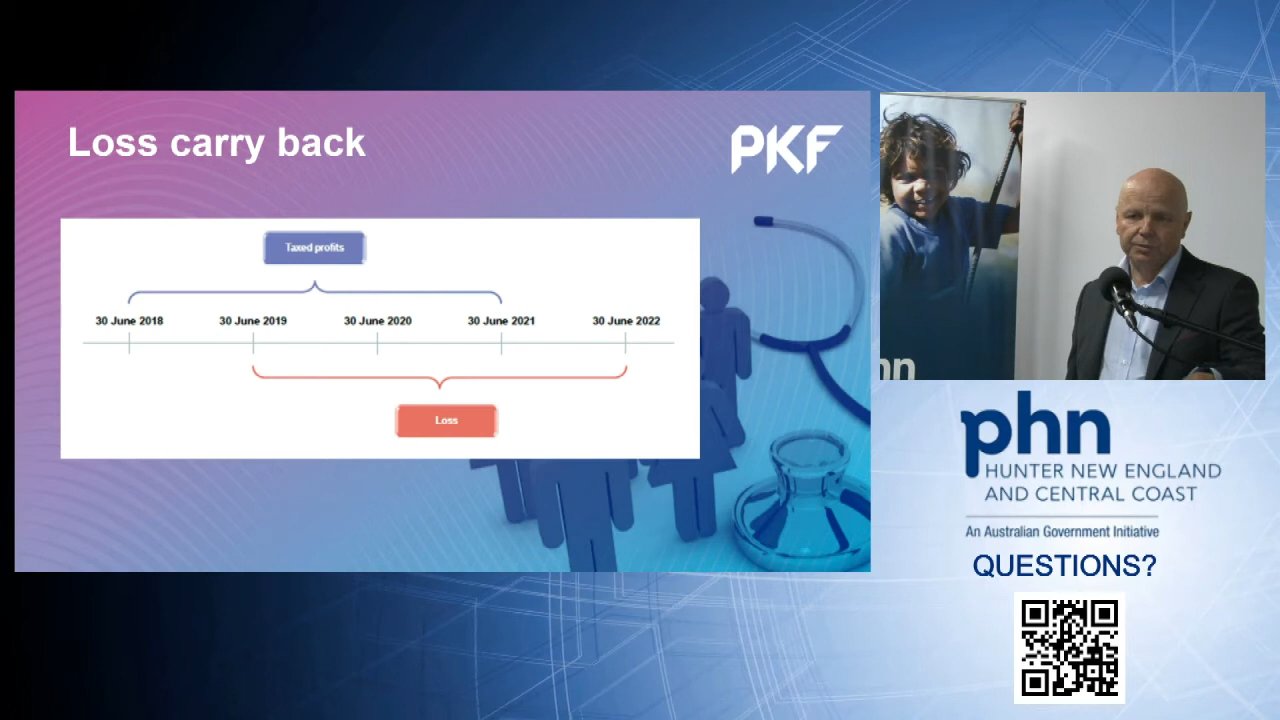 Loss carry back
PKF
Taxed profits
30 June 2018 30 June 2019 30 June 2020 30 June 2021 30 June 2022
Loss
hn
phn
HUNTER NEW ENGLAND
AND CENTRAL COAST
An Australian Government Initiative
QUESTIONS?